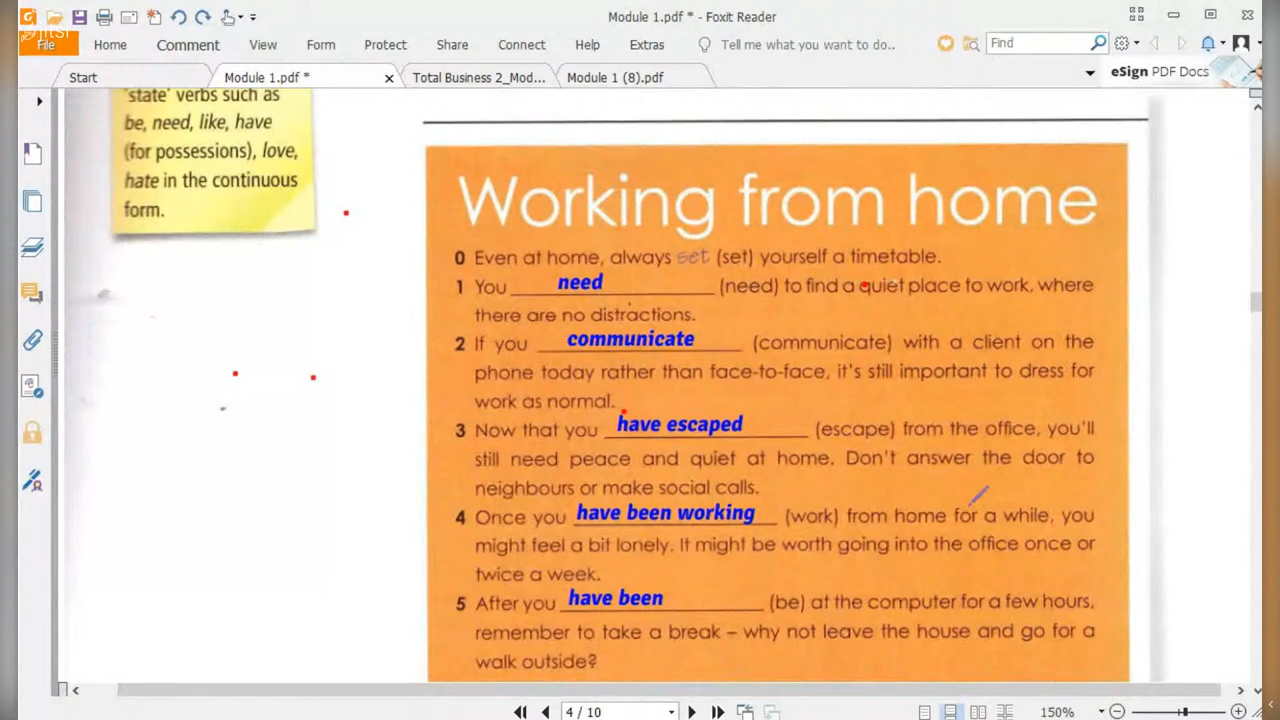 Module 1.pdf * - Foxit Reader
File
Home
Comment
View
Form
Protect
Share
Connect
Help
Extras
Tell me what you want to do..
Find
Start
Module 1.pdf *
Total Business 2_Mod...
Module 1 (8).pdf
eSign PDF Docs
'state' verbs such as
be, need, like, have
(for possessions), love,
hate in the continuous
form.
Working from home
0 Even at home, always set (set) yourself a timetable.
1 You need (need) to find a quiet place to work, where
there are no distractions.
2 If you communicate (communicate) with a client on the
phone today rather than face-to-face, it's still important to dress for
work as normal.
3 Now that you have escaped (escape) from the office, you'll
still need peace and quiet at home. Don't answer the door to
neighbours or make social calls.
4 Once you have been working (work) from home for a while, you
might feel a bit lonely. It might be worth going into the office once or
twice a week.
5 After you have been (be) at the computer for a few hours,
remember to take a break – why not leave the house and go for a
walk outside?
4 / 10
150%